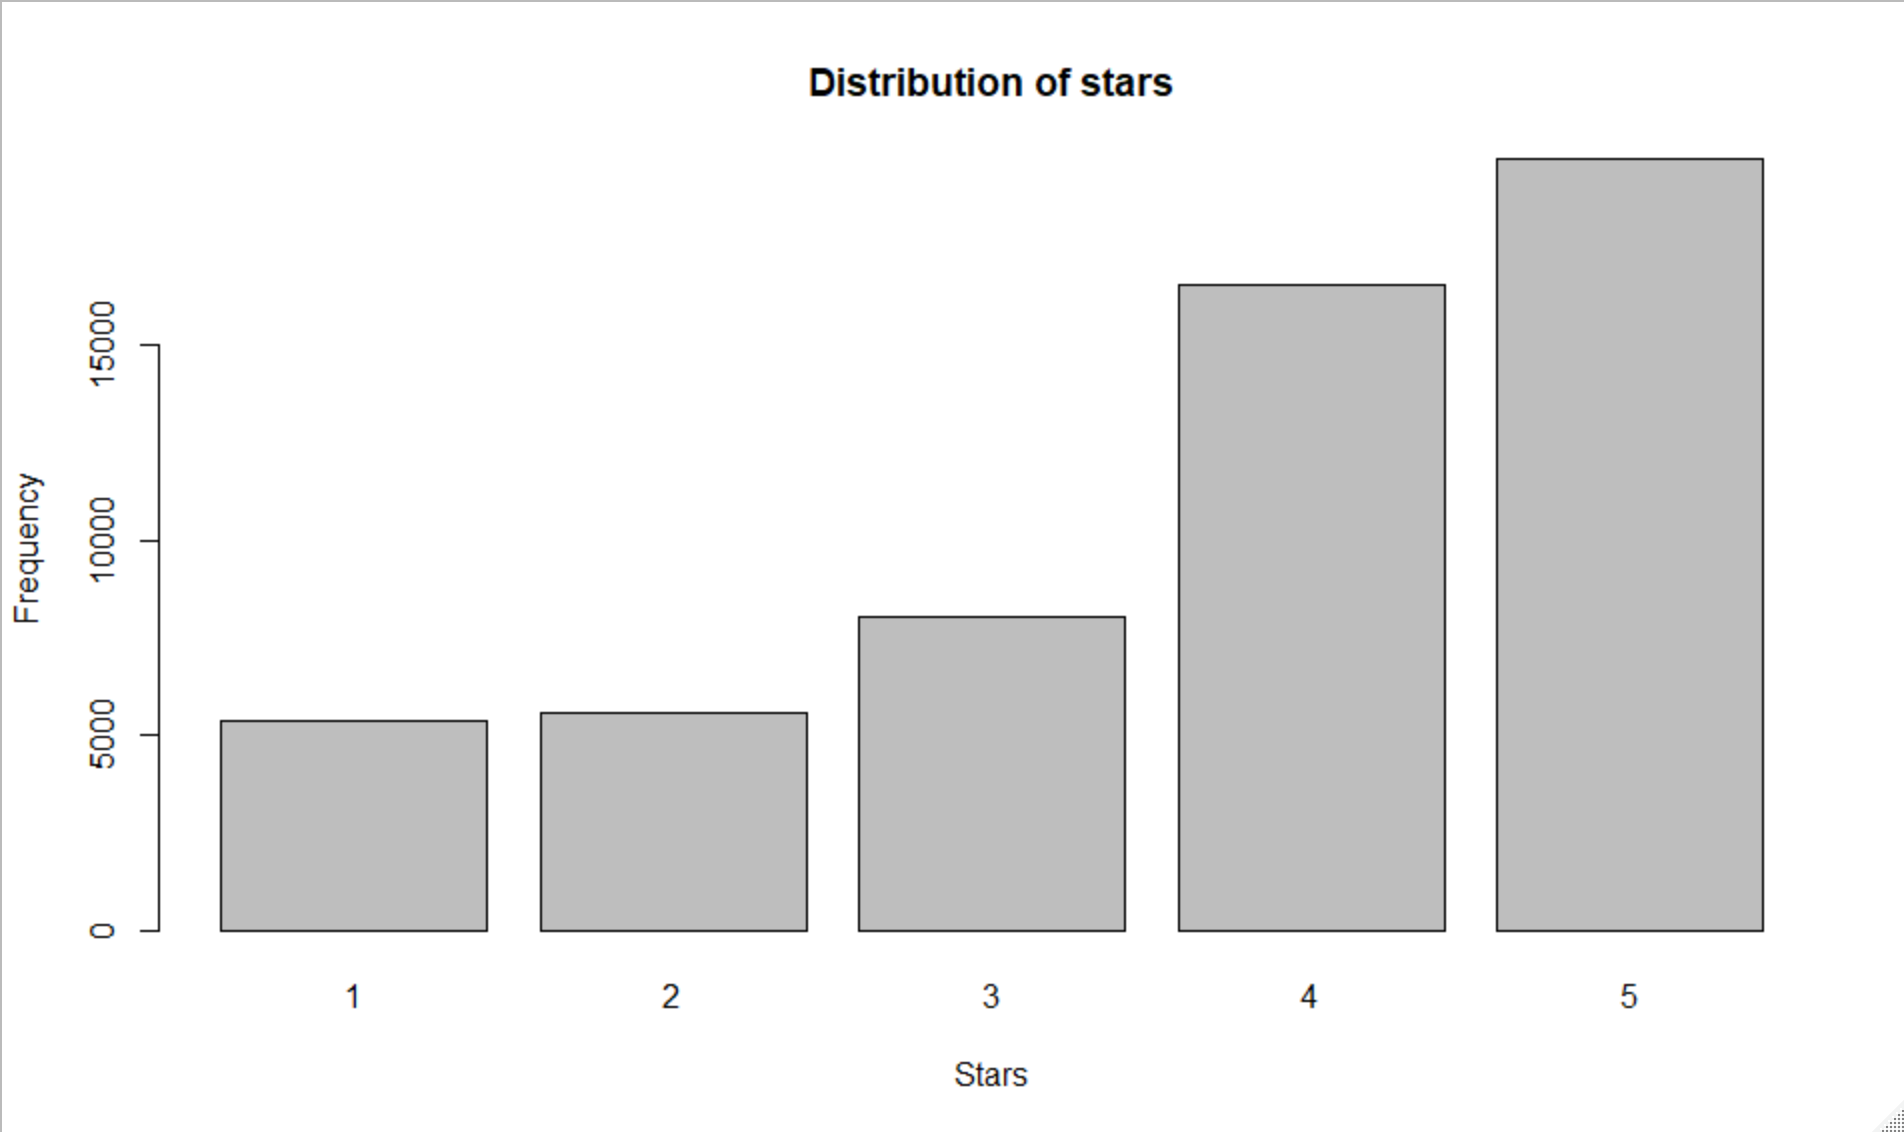 Distribution of stars
Frequency
15000
10000
5000
0
1 2 3 4 5
Stars